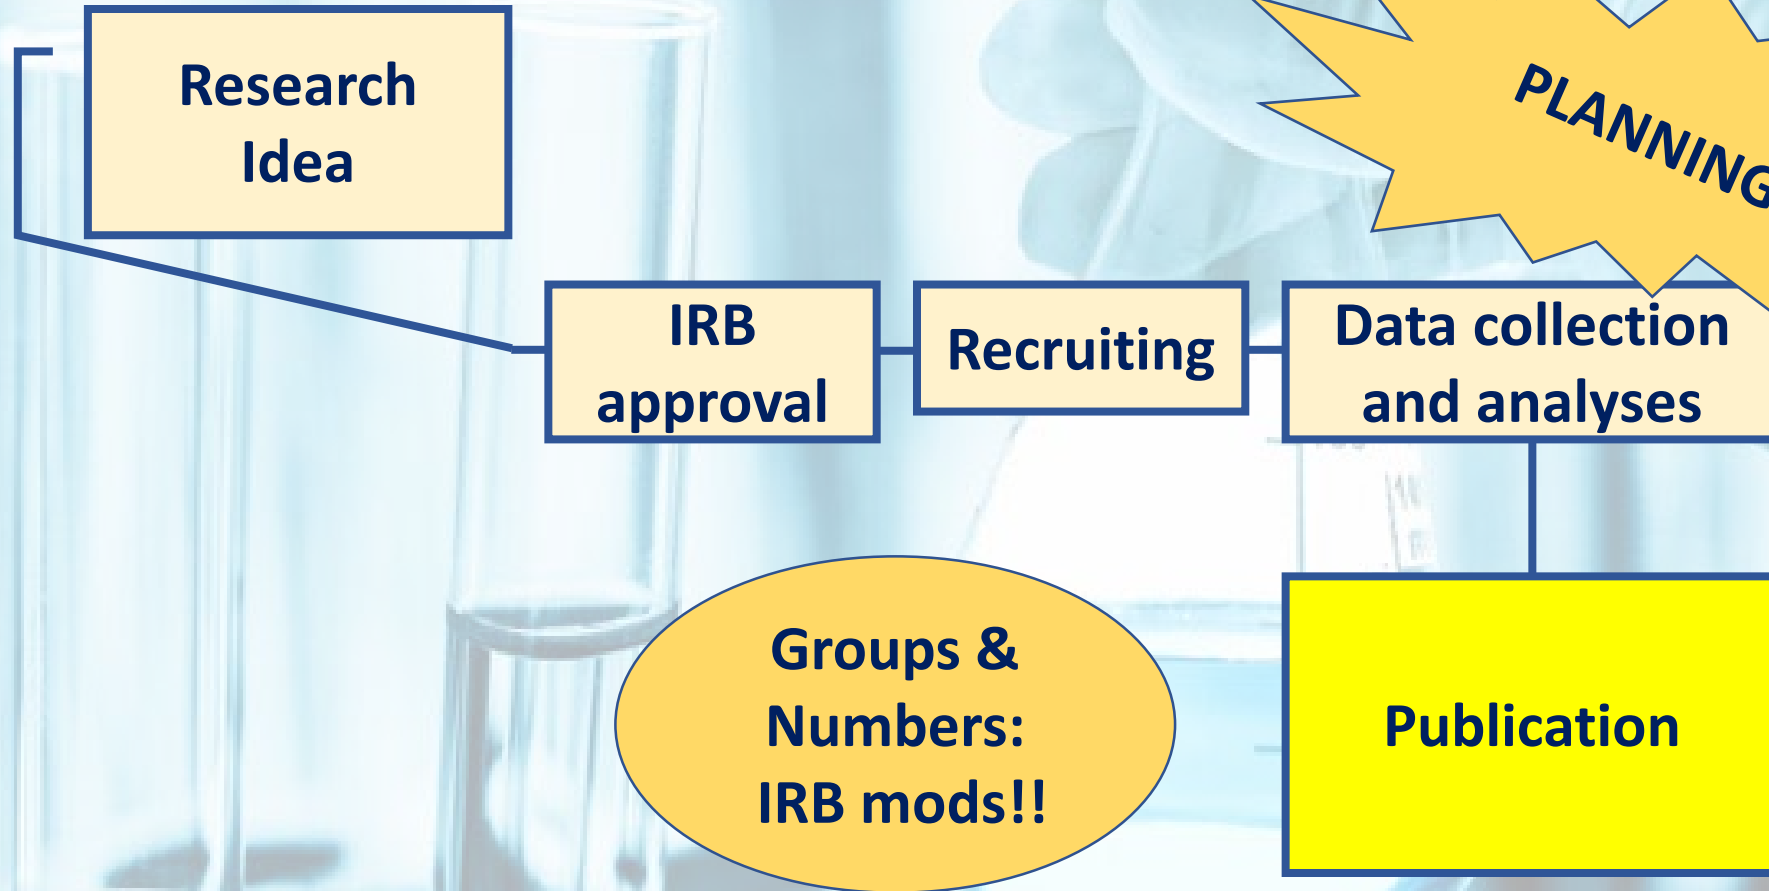 Research
Idea
PLANNING
IRB
approval
Recruiting
Data collection
and analyses
Groups &
Numbers:
IRB mods!!
Publication